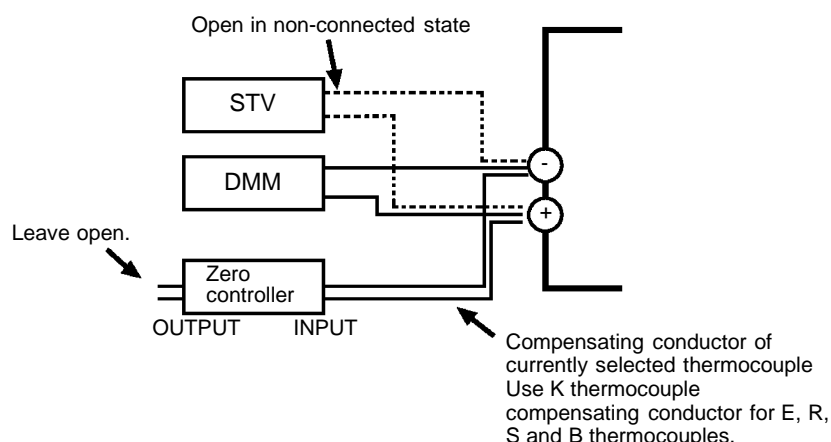 Open in non-connected state
STV
-
DMM
+
Leave open.
Zero
controller
OUTPUT INPUT
Compensating conductor of
currently selected thermocouple
Use K thermocouple
compensating conductor for E, R,
S and B thermocouples.